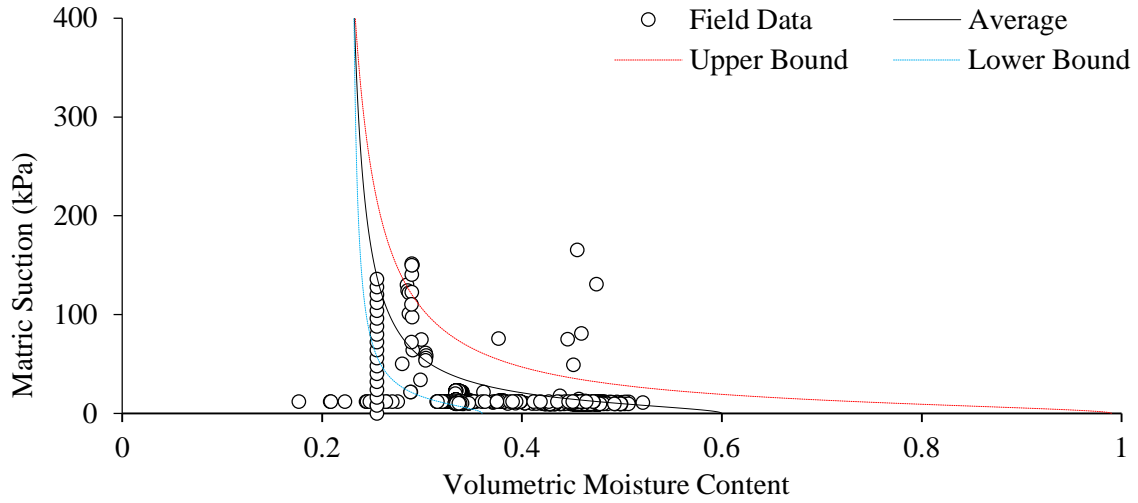 400
300
200
100
0
Matric Suction (kPa)
Field Data
Average
Upper Bound
Lower Bound
0
0.2
0.4
0.6
0.8
1
Volumetric Moisture Content